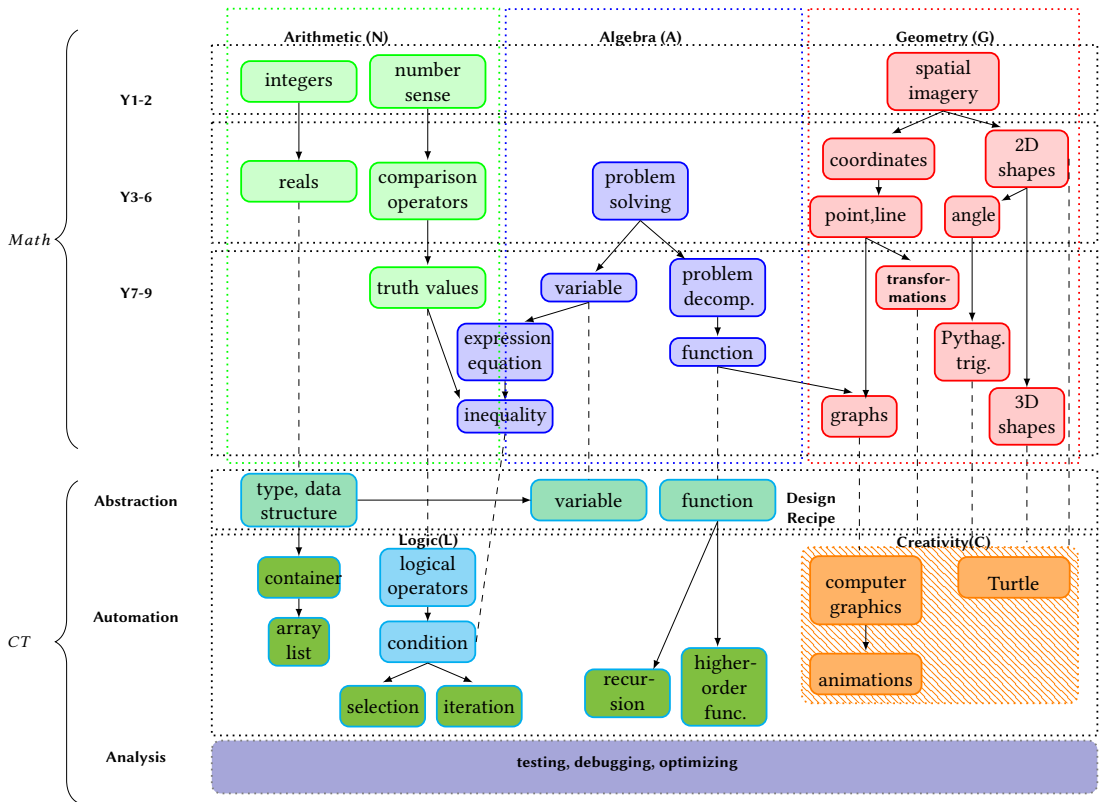 Arithmetic (N)
Algebra (A)
Geometry (G)
Math
Y1-2
integers
number
sense
spatial
imagery
Y3-6
reals
comparison
operators
problem
solving
coordinates
2D
shapes
point,line
angle
Y7-9
truth values
variable
problem
decomp.
transfor-
mations
expression
equation
function
Pythag.
trig.
inequality
graphs
3D
shapes
CT
Abstraction
type, data
structure
variable
function
Design
Recipe
Automation
Logic(L)
Creativity(C)
container
logical
operators
computer
graphics
Turtle
array
list
condition
animations
selection
iteration
recur-
sion
higher-
order
func.
Analysis
testing, debugging, optimizing